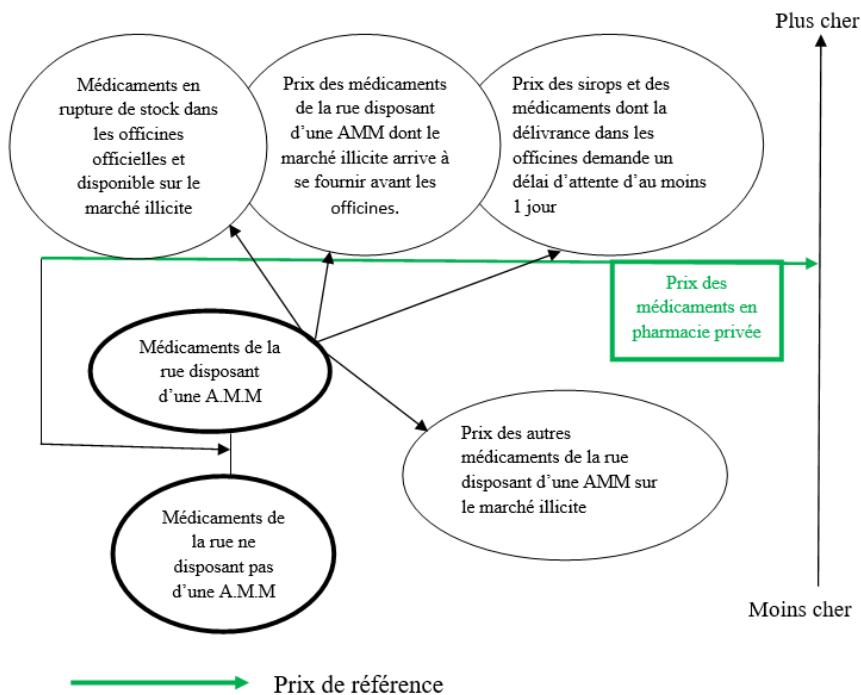 Plus cher
Médicaments en
rupture de stock dans
les officines
officielles et
disponible sur le
marché illicite
Prix des médicaments
de la rue disposant
d’une AMM dont le
marché illicite arrive à
se fournir avant les
officines.
Prix des sirops et des
médicaments dont la
délivrance dans les
officines demande un
délai d’attente d’au moins
1 jour
Prix des
médicaments en
pharmacie privée
Médicaments de la
rue disposant
d’une A.M.M
Prix des autres
médicaments de la rue
disposant d’une AMM sur
le marché illicite
Médicaments de
la rue ne
disposant pas
d’une A.M.M
Moins cher
Prix de référence